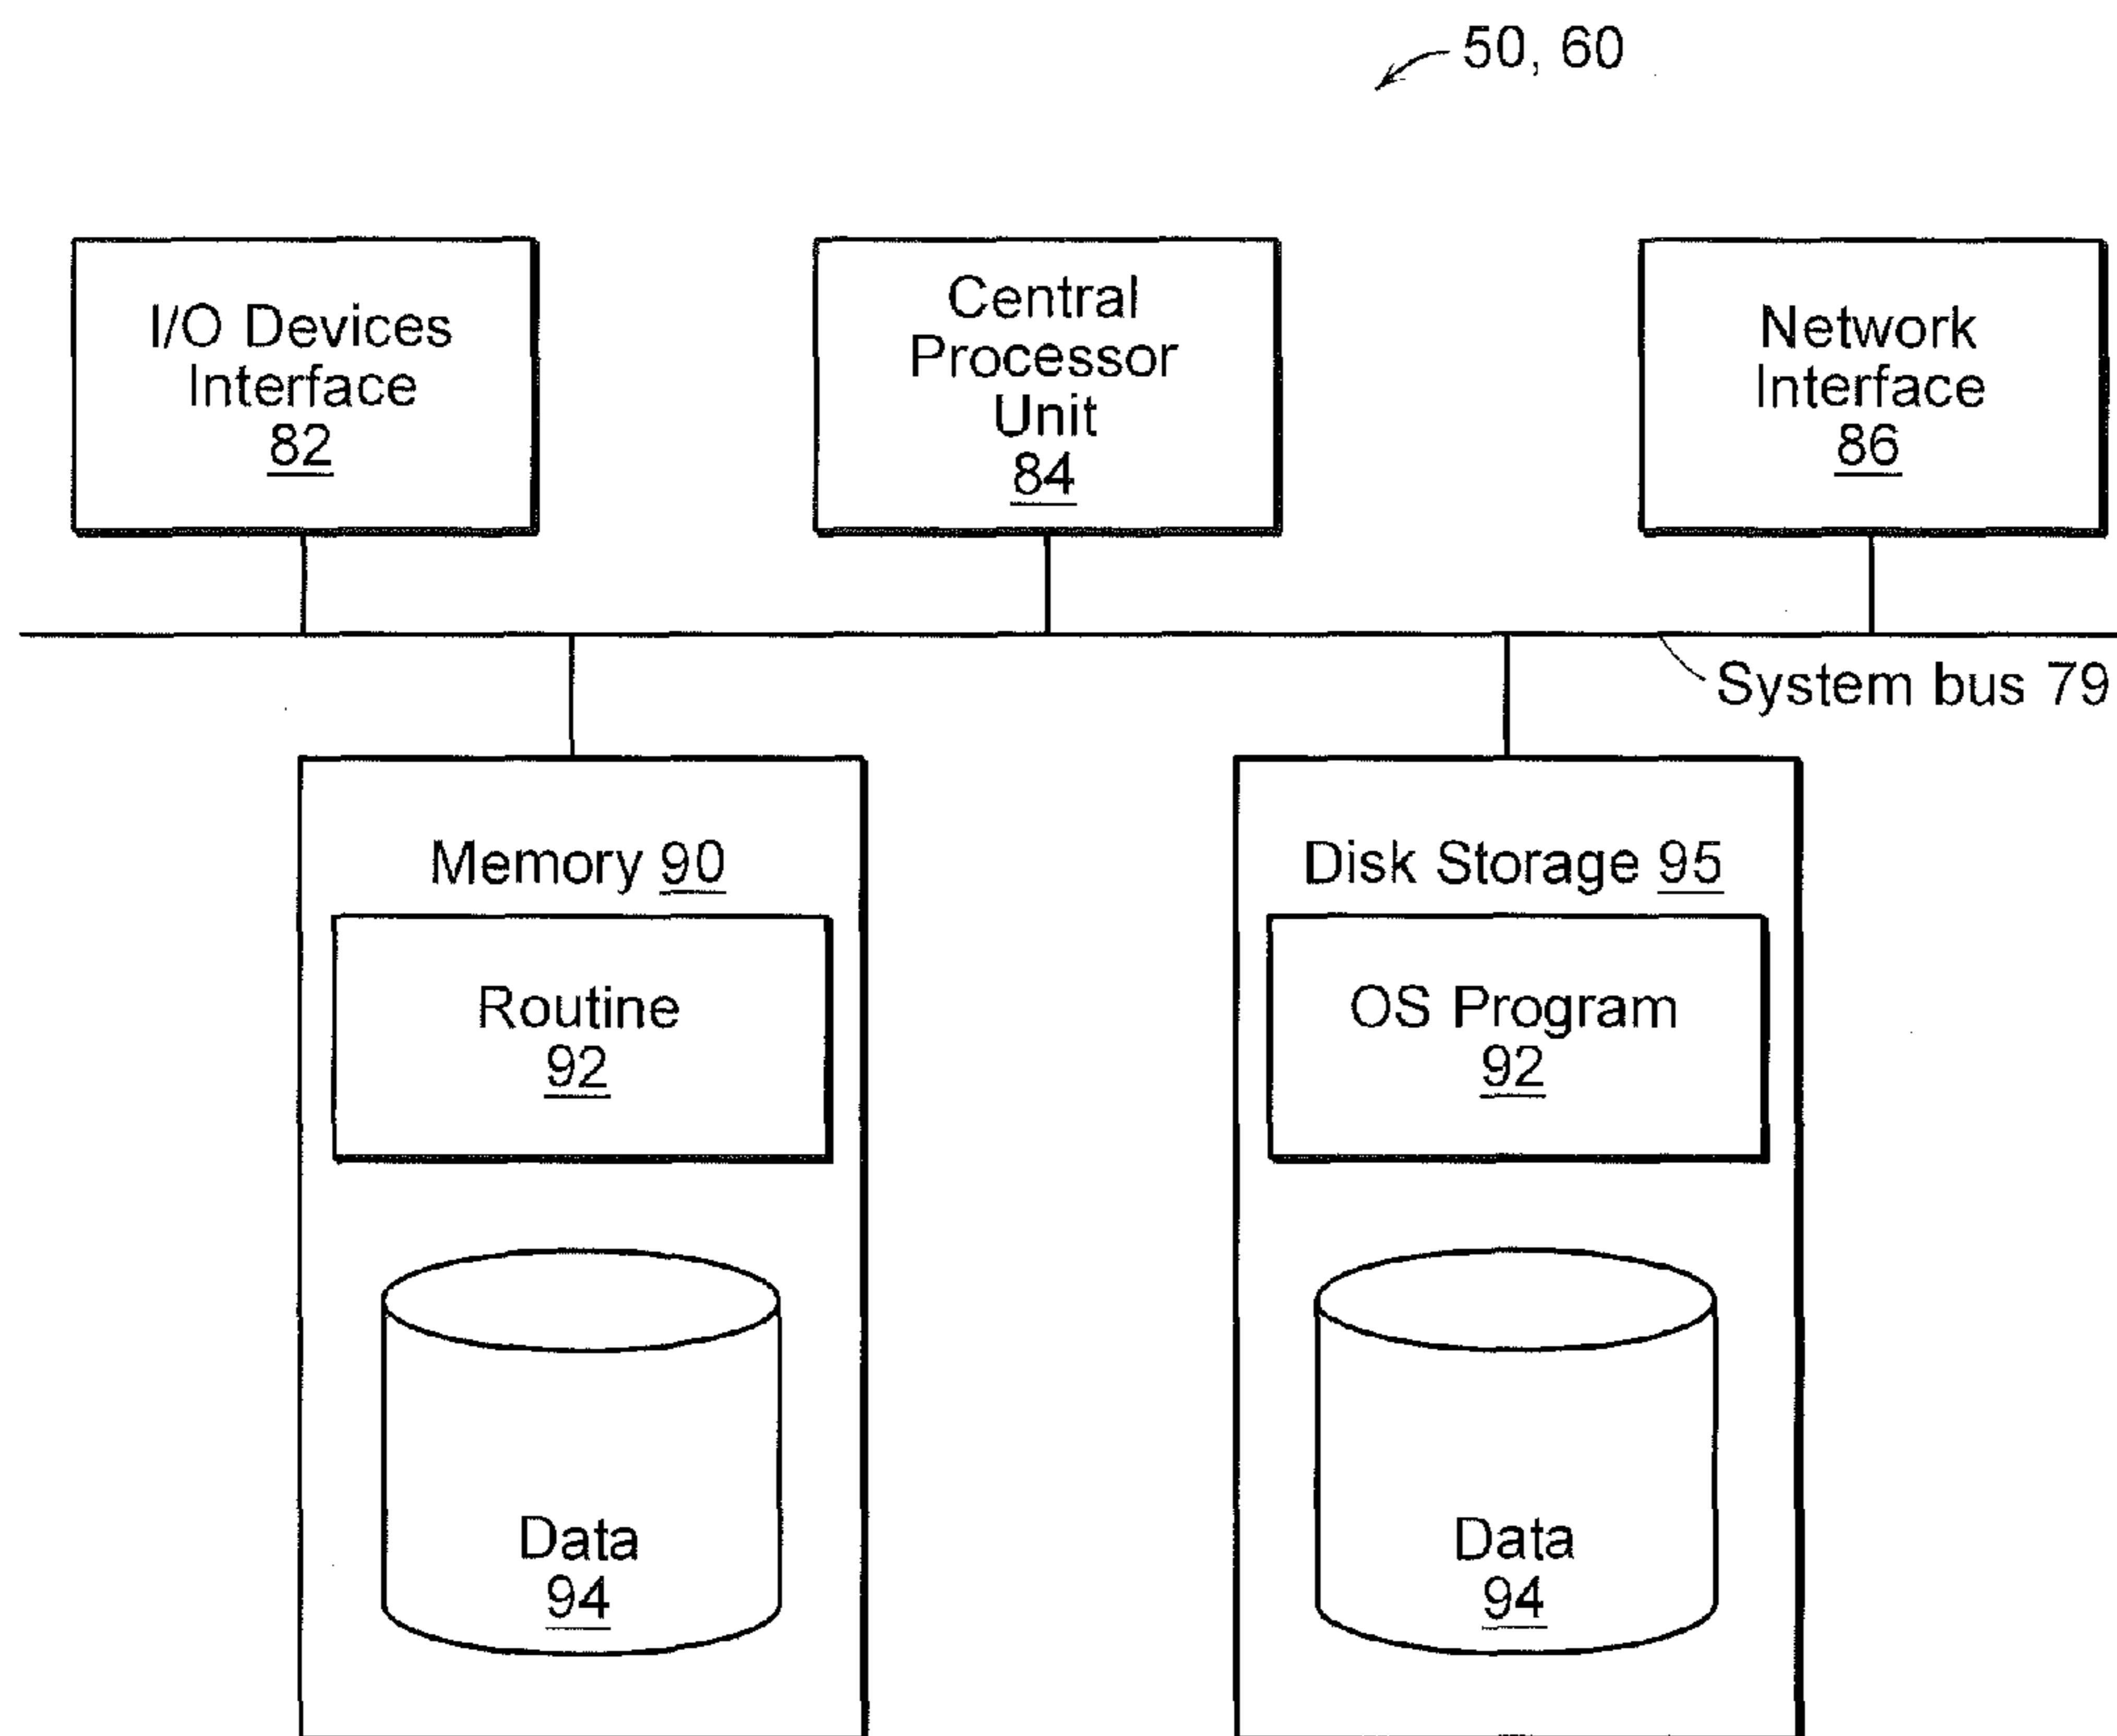 50, 60
I/O Devices
Interface
82
Central
Processor
Unit
84
Network
Interface
86
System bus 79
Memory 90
Routine
92
Data
94
Disk Storage 95
OS Program
92
Data
94